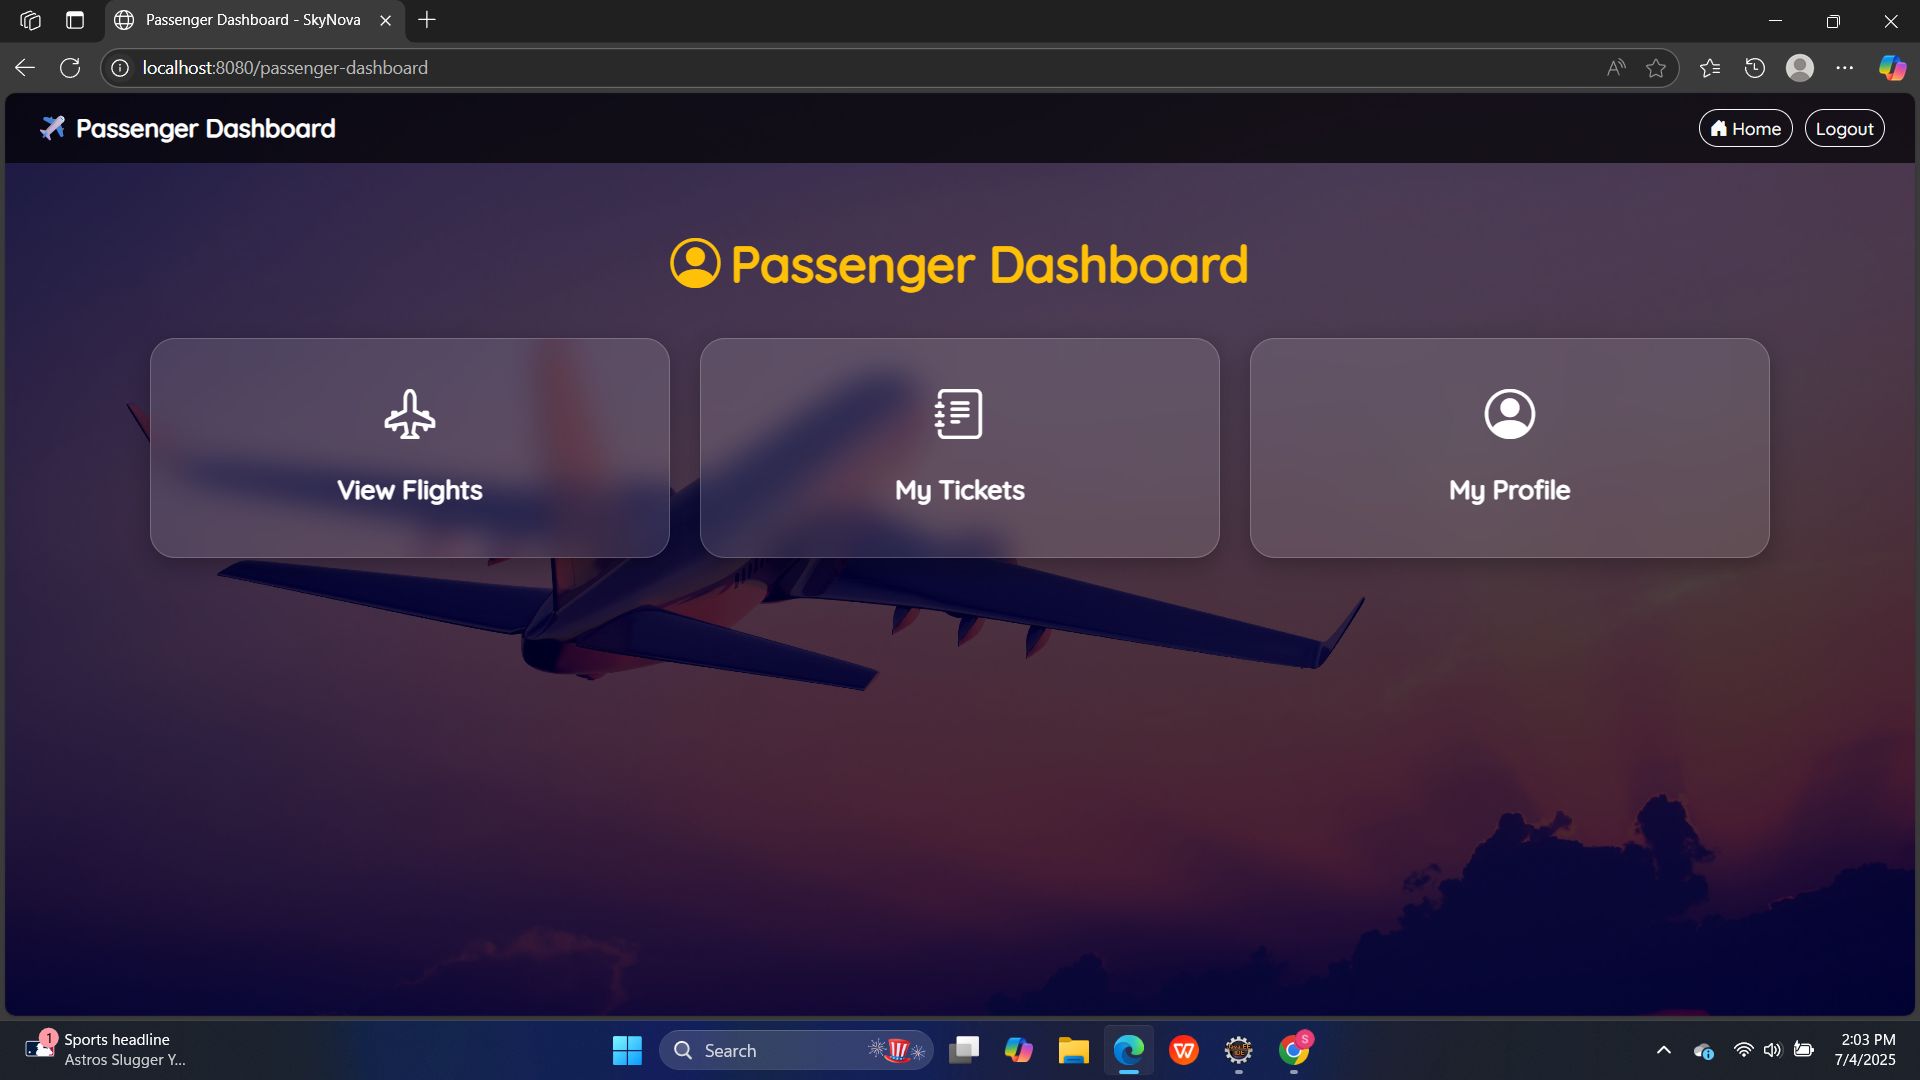 Passenger Dashboard - SkyNova
localhost:8080/passenger-dashboard
Passenger Dashboard
Home
Logout
Passenger Dashboard
View Flights
My Tickets
My Profile
1
Sports headline
Astros Slugger Y...
Search
W
S
2:03 PM
7/4/2025